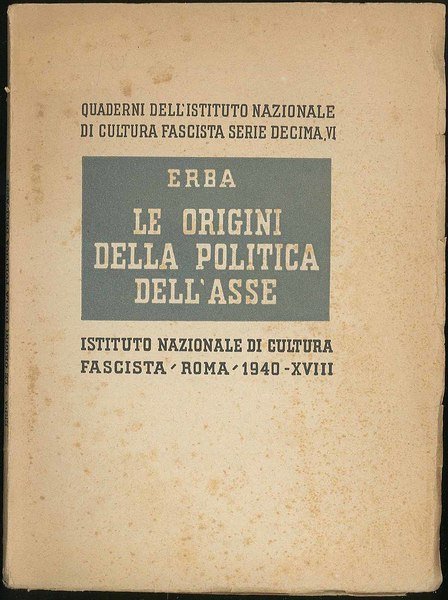 QUADERNI DELL'ISTITUTO NAZIONALE
DI CULTURA FASCISTA SERIE DECIMA, VI
ERBA
LE ORIGINI
DELLA POLITICA
DELL'ASSE
ISTITUTO NAZIONALE DI CULTURA
FASCISTA - ROMA - 1940 - XVIII